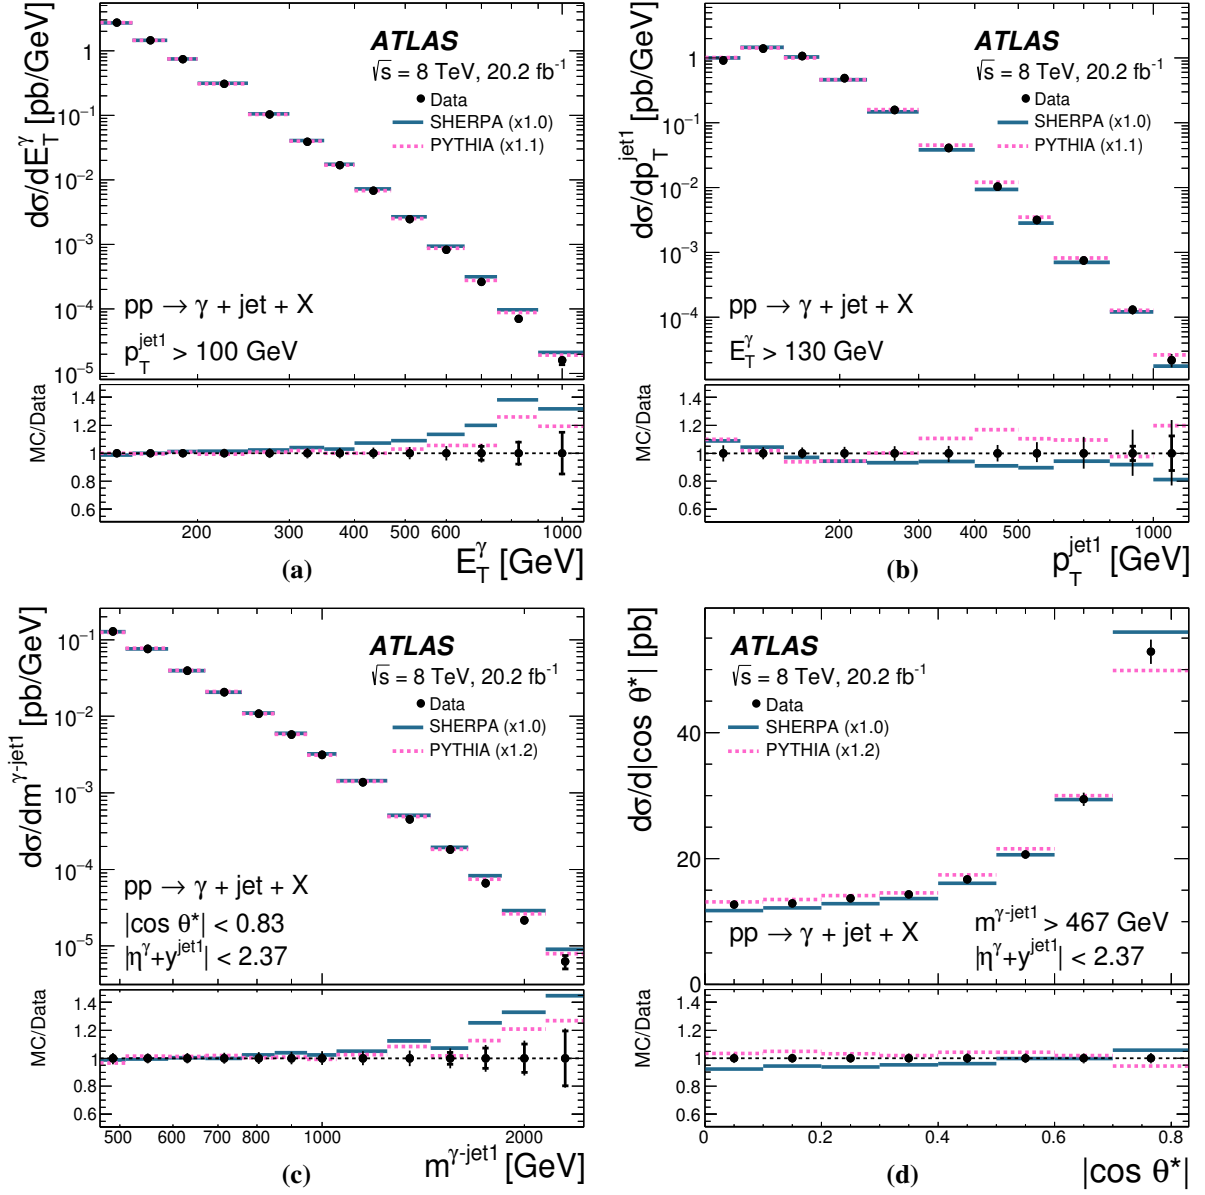 dσ/dE_T^γ [pb/GeV]
1
10^−1
10^−2
10^−3
10^−4
10^−5
ATLAS
√s = 8 TeV, 20.2 fb^-1
Data
SHERPA (x1.0)
PYTHIA (x1.1)
pp → γ + jet + X
p_T^jet1 > 100 GeV
MC/Data
1.4
1.2
1
0.8
0.6
200 300 400 500 600 1000
E_T^γ [GeV]
(a)
dσ/dp_T^jet1 [pb/GeV]
1
10^−1
10^−2
10^−3
10^−4
ATLAS
√s = 8 TeV, 20.2 fb^-1
Data
SHERPA (x1.0)
PYTHIA (x1.1)
pp → γ + jet + X
E_T^γ > 130 GeV
MC/Data
1.4
1.2
1
0.8
0.6
200 300 400 500 1000
p_T^jet1 [GeV]
(b)
dσ/dm^γ-jet1 [pb/GeV]
10^−1
10^−2
10^−3
10^−4
10^−5
ATLAS
√s = 8 TeV, 20.2 fb^-1
Data
SHERPA (x1.0)
PYTHIA (x1.2)
pp → γ + jet + X
|cos θ*| < 0.83
|η^γ+y^jet1| < 2.37
MC/Data
1.4
1.2
1
0.8
0.6
500 600 700 800 1000 2000
m^γ-jet1 [GeV]
(c)
dσ/d|cos θ*| [pb]
40
20
0
ATLAS
√s = 8 TeV, 20.2 fb^-1
Data
SHERPA (x1.0)
PYTHIA (x1.2)
pp → γ + jet + X
m^γ-jet1 > 467 GeV
|η^γ+y^jet1| < 2.37
MC/Data
1.4
1.2
1
0.8
0.6
0 0.2 0.4 0.6 0.8
|cos θ*|
(d)